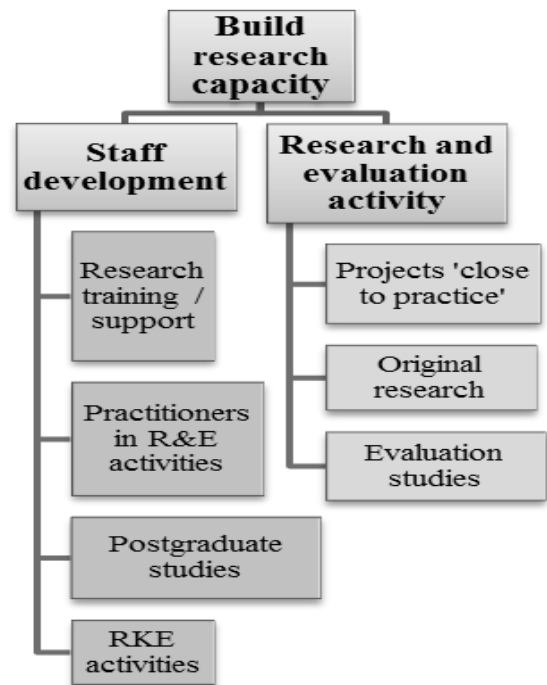 Build
research
capacity
Staff
development
Research
training /
support
Practitioners
in R&E
activities
Postgraduate
studies
RKE
activities
Research and
evaluation
activity
Projects 'close
to practice'
Original
research
Evaluation
studies